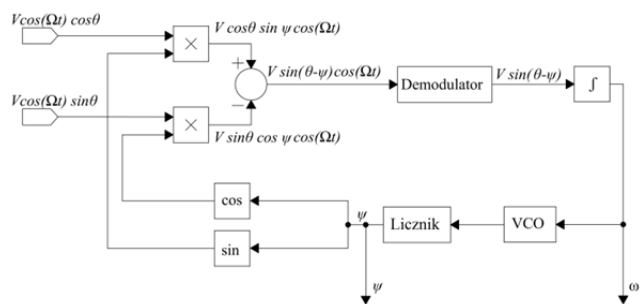 Vcos(Ωt) cosθ
V cosθ sin ψ cos(Ωt)
×
+
V sin(θ-ψ)cos(Ωt)
Demodulator
V sin(θ-ψ)
∫
Vcos(Ωt) sinθ
−
×
V sinθ cos ψ cos(Ωt)
cos
ψ
Licznik
VCO
sin
ψ
ω